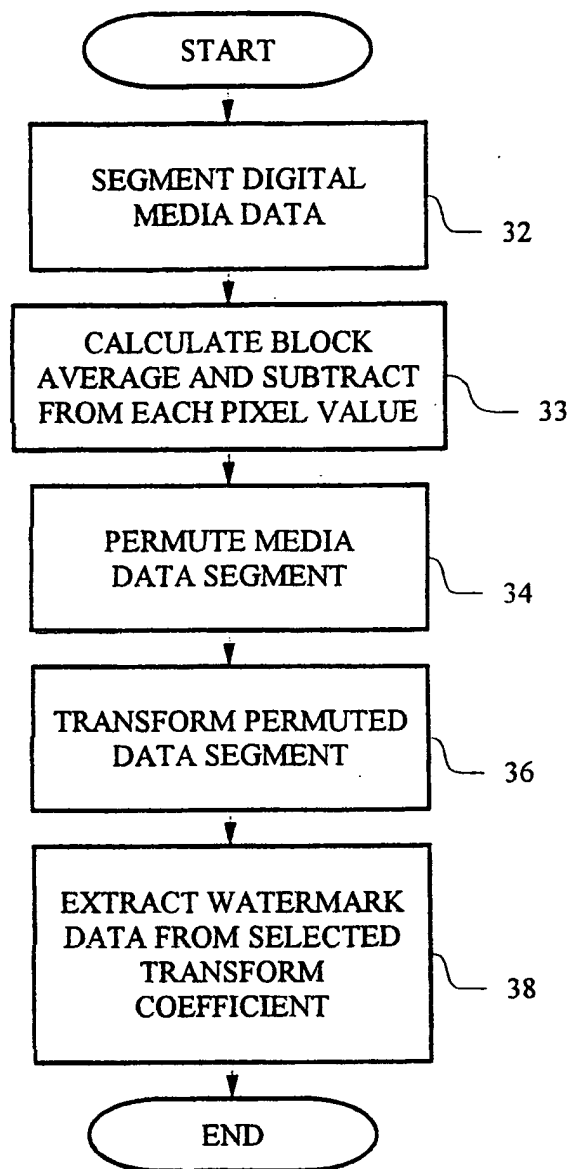 START
SEGMENT DIGITAL
MEDIA DATA
32
CALCULATE BLOCK
AVERAGE AND SUBTRACT
FROM EACH PIXEL VALUE
33
PERMUTE MEDIA
DATA SEGMENT
34
TRANSFORM PERMUTED
DATA SEGMENT
36
EXTRACT WATERMARK
DATA FROM SELECTED
TRANSFORM
COEFFICIENT
38
END